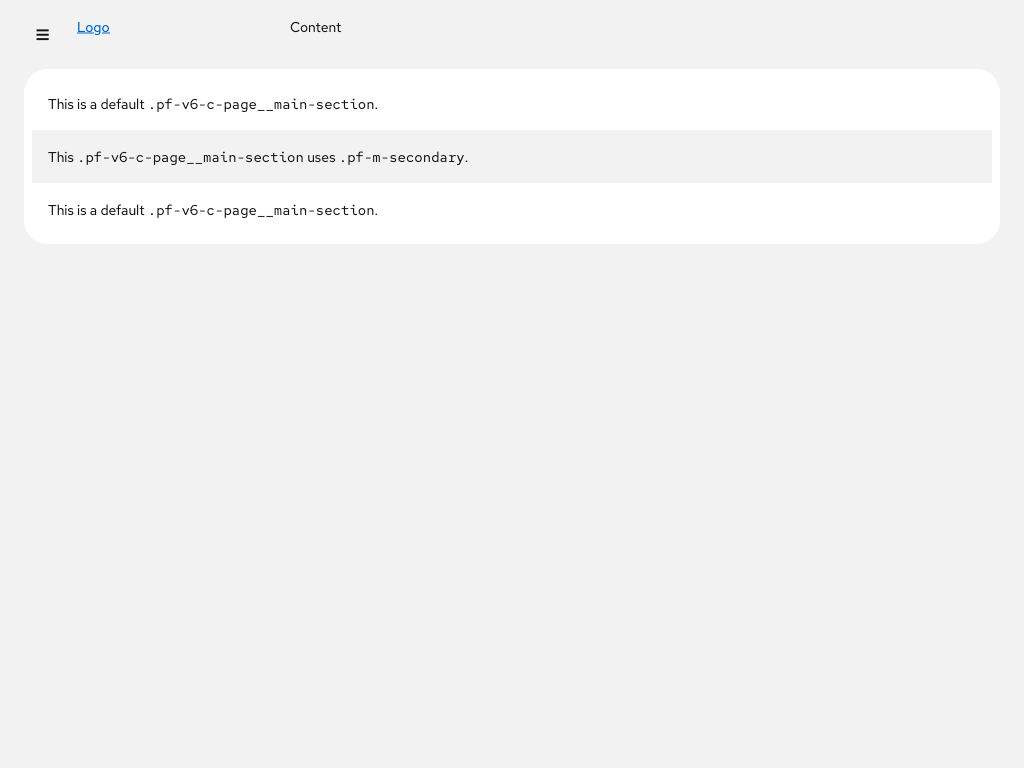 Logo
Content
This is a default .pf-v6-c-page__main-section.
This .pf-v6-c-page__main-section uses .pf-m-secondary.
This is a default .pf-v6-c-page__main-section.